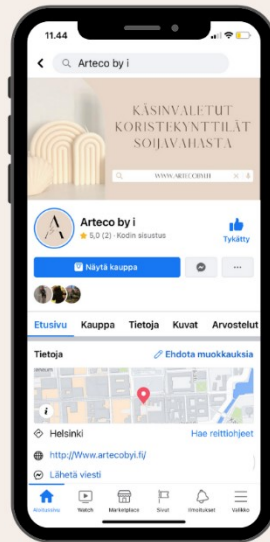 11.44
Arteco by i
KÄSINVALETUT
KORISTEKYNTTILÄT
SOIJAVAHASTA
WWW.ARTECOBYI.FI
A
Arteco by i
5,0 (2) · Kodin sisustus
Tykätty
Näytä kauppa
Etusivu Kauppa Tietoja Kuvat Arvostelut
Tietoja
Ehdota muokkauksia
i
Helsinki
Hae reittiohjeet
http://Www.artecobyi.fi/
Lähetä viesti
Watch Marketplace Sivut Ilmoitukset Valikko